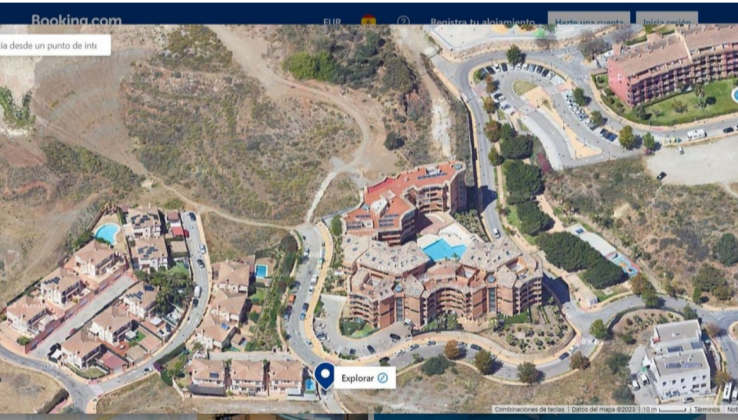 Booking.com
EUR
Registra tu alojamiento
Hazte una cuenta
Inicia sesión
ia desde un punto de inte
Explorar
Combinaciones de teclas
Datos del mapa ©2023
10 m
Términos
Not